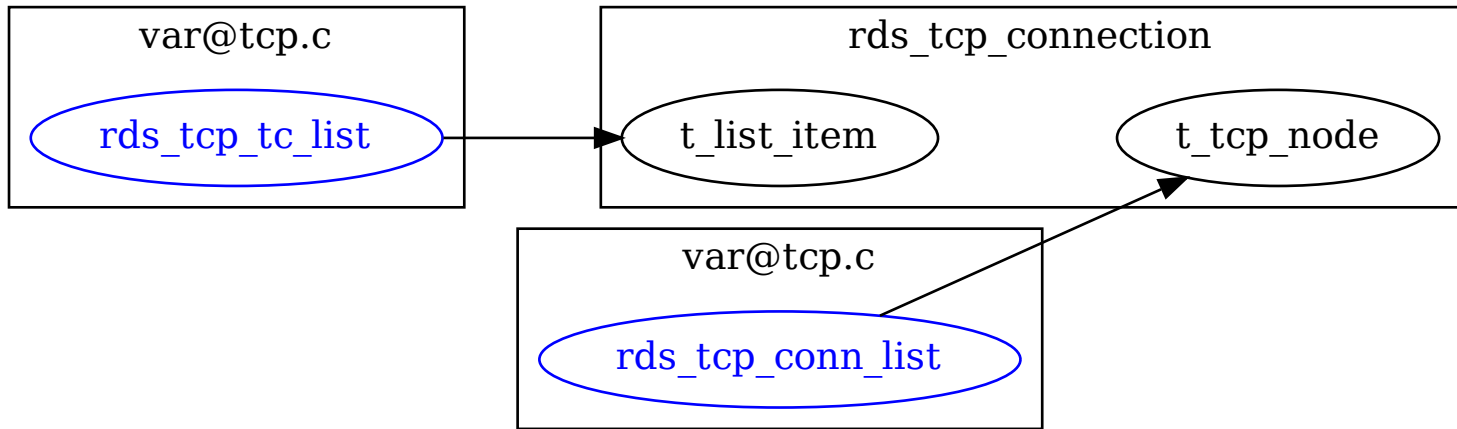 var@tcp.c
rds_tcp_tc_list
rds_tcp_connection
t_list_item
t_tcp_node
var@tcp.c
rds_tcp_conn_list